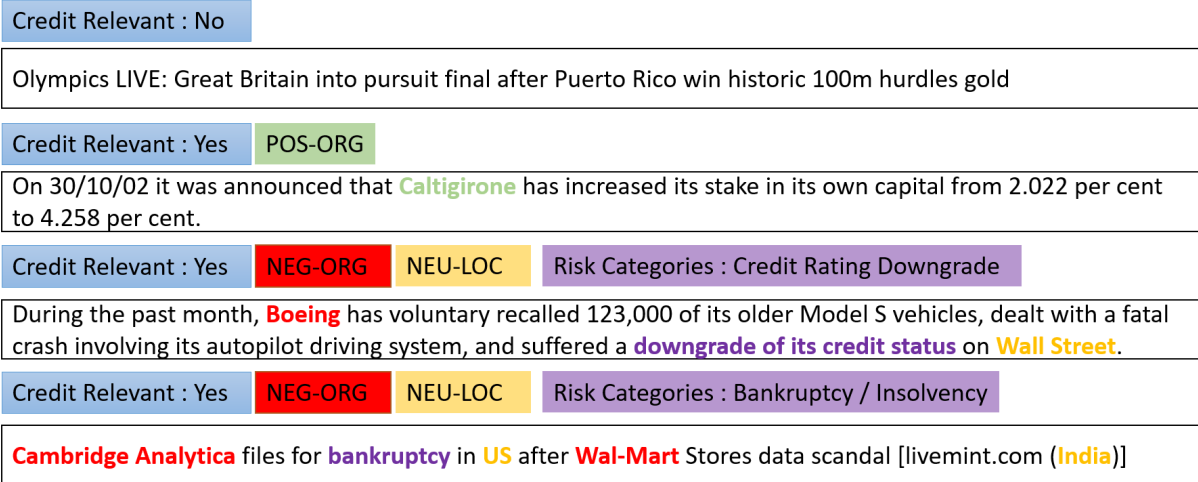 Credit Relevant : No
Olympics LIVE: Great Britain into pursuit final after Puerto Rico win historic 100m hurdles gold
Credit Relevant : Yes POS-ORG
On 30/10/02 it was announced that Caltigirone has increased its stake in its own capital from 2.022 per cent
to 4.258 per cent.
Credit Relevant : Yes NEG-ORG NEU-LOC Risk Categories : Credit Rating Downgrade
During the past month, Boeing has voluntary recalled 123,000 of its older Model S vehicles, dealt with a fatal
crash involving its autopilot driving system, and suffered a downgrade of its credit status on Wall Street.
Credit Relevant : Yes NEG-ORG NEU-LOC Risk Categories : Bankruptcy / Insolvency
Cambridge Analytica files for bankruptcy in US after Wal-Mart Stores data scandal [livemint.com (India)]